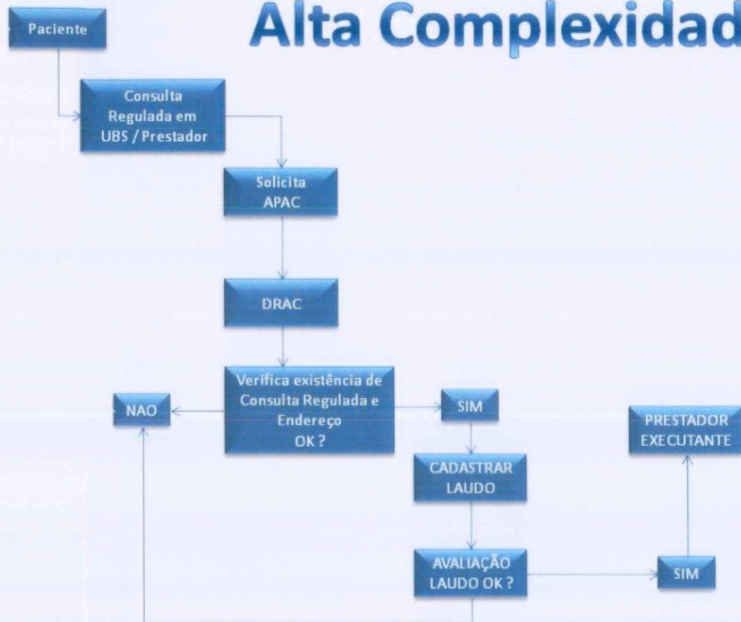 Alta Complexidad
Paciente
Consulta
Regulada em
UBS / Prestador
Solicita
APAC
DRAC
Verifica existência de
Consulta Regulada e
Endereço
OK ?
NAO
SIM
CADASTRAR
LAUDO
AVALIAÇÃO
LAUDO OK ?
SIM
PRESTADOR
EXECUTANTE